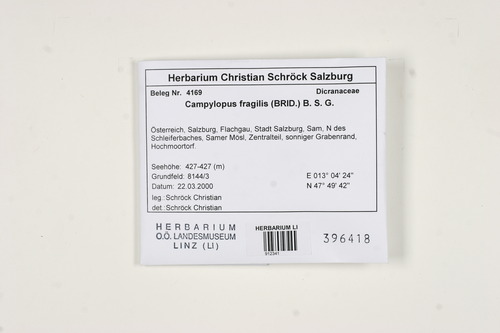 Herbarium Christian Schröck Salzburg
Beleg Nr. 4169 Dicranaceae
Campylopus fragilis (BRID.) B. S. G.
Österreich, Salzburg, Flachgau, Stadt Salzburg, Sam, N des
Schleiferbaches, Samer Mösl, Zentralteil, sonniger Grabenrand,
Hochmoortorf.
Seehöhe: 427-427 (m)
Grundfeld: 8144/3 E 013° 04' 24"
Datum: 22.03.2000 N 47° 49' 42"
leg.: Schröck Christian
det.: Schröck Christian
HERBARIUM
O.Ö. LANDESMUSEUM
LINZ (LI)
HERBARIUM LI
912341
396418